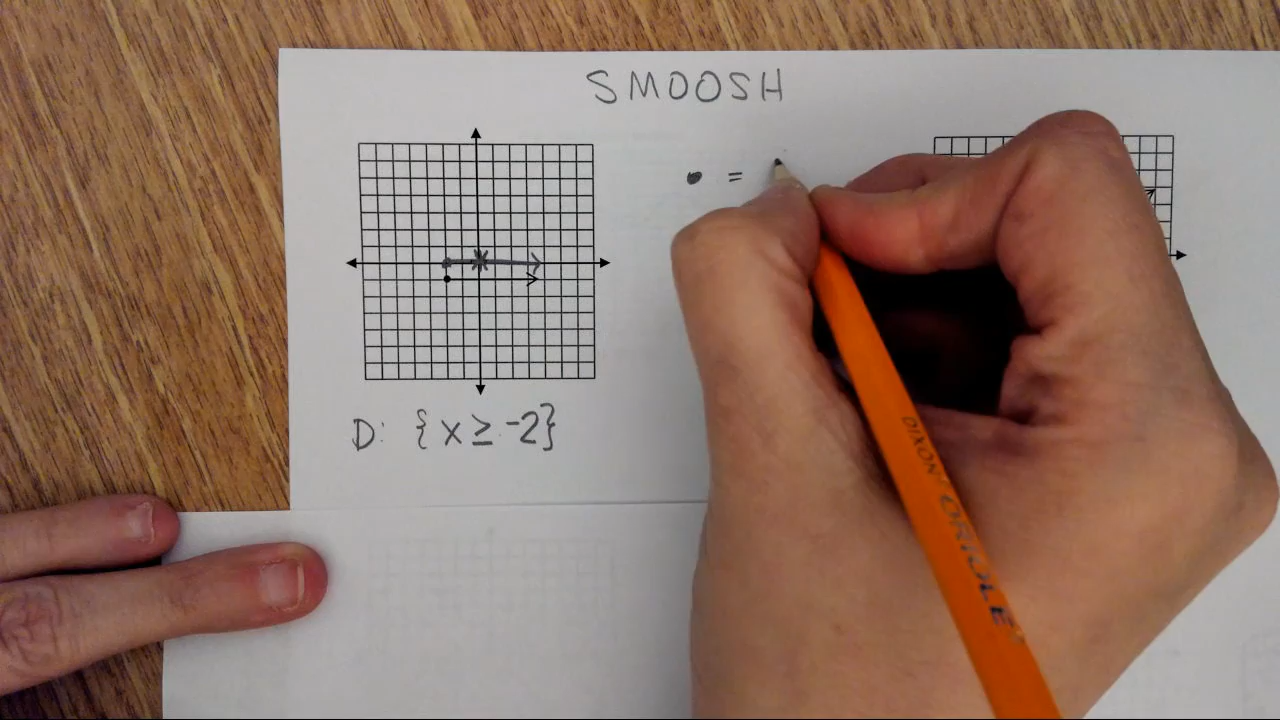 SMOOSH
• =
D: {x ≥ -2}
DIXON ORIOLE